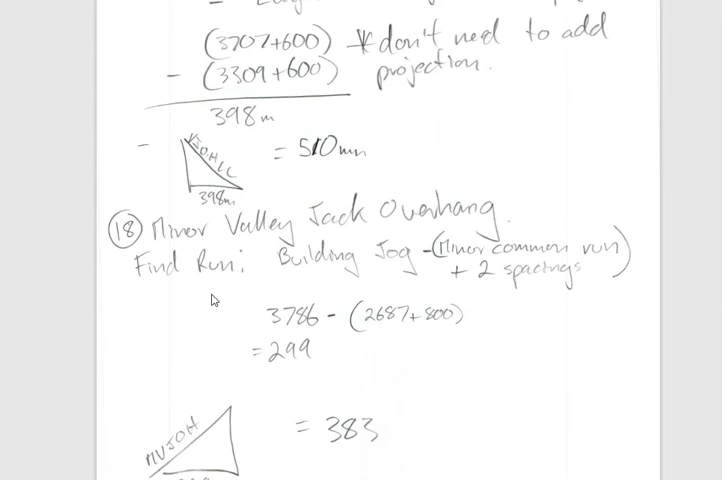 (3707+600) * don't need to add
- (3309+600) projection.
398m
- = 510mm
398m
(18) Minor Valley Jack Overhang.
Find Run: Building Jog - (Minor common run
+ 2 spacings)
3786 - (2687+800)
= 299
MVJOH = 383